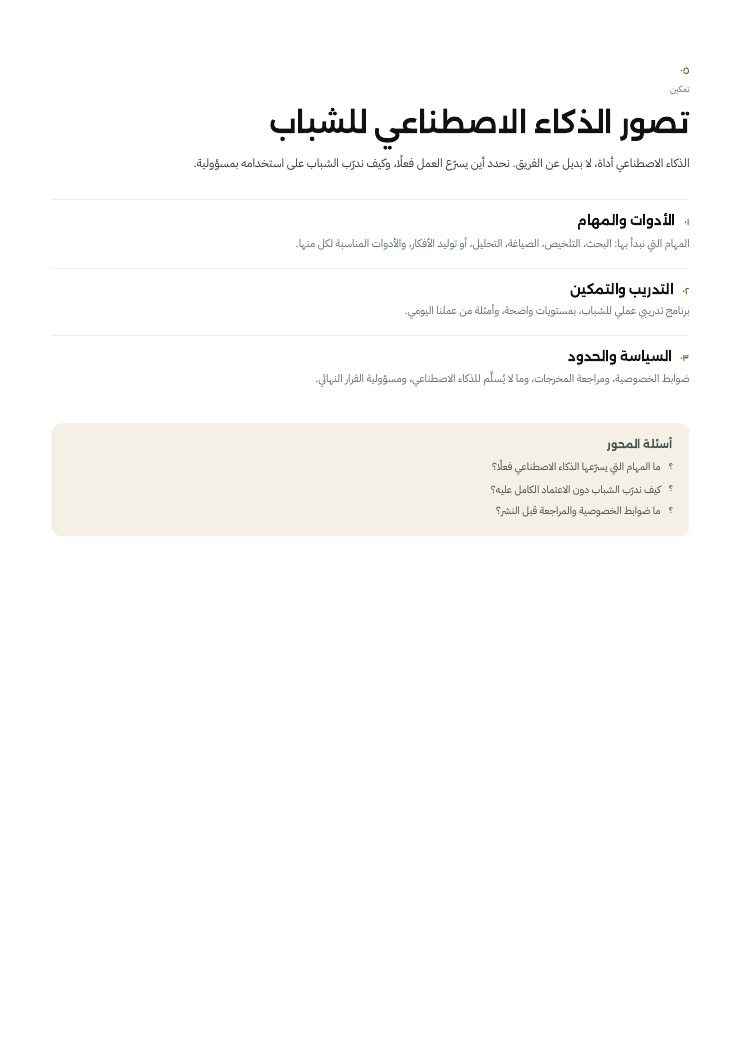 ٠٥
تمكين
تصور الذكاء الاصطناعي للشباب
الذكاء الاصطناعي أداة، لا بديل عن الفريق. نحدد أين يسرّع العمل فعلًا، وكيف ندرّب الشباب على استخدامه بمسؤولية.
٠١ الأدوات والمهام
المهام التي نبدأ بها: البحث، التلخيص، الصياغة، التحليل، أو توليد الأفكار، والأدوات المناسبة لكل منها.
٠٢ التدريب والتمكين
برنامج تدريبي عملي للشباب، بمستويات واضحة، وأمثلة من عملنا اليومي.
٠٣ السياسة والحدود
ضوابط الخصوصية، ومراجعة المخرجات، وما لا يُسلَّم للذكاء الاصطناعي، ومسؤولية القرار النهائي.
أسئلة المحور
؟ ما المهام التي يسرّعها الذكاء الاصطناعي فعلًا؟
؟ كيف ندرّب الشباب دون الاعتماد الكامل عليه؟
؟ ما ضوابط الخصوصية والمراجعة قبل النشر؟